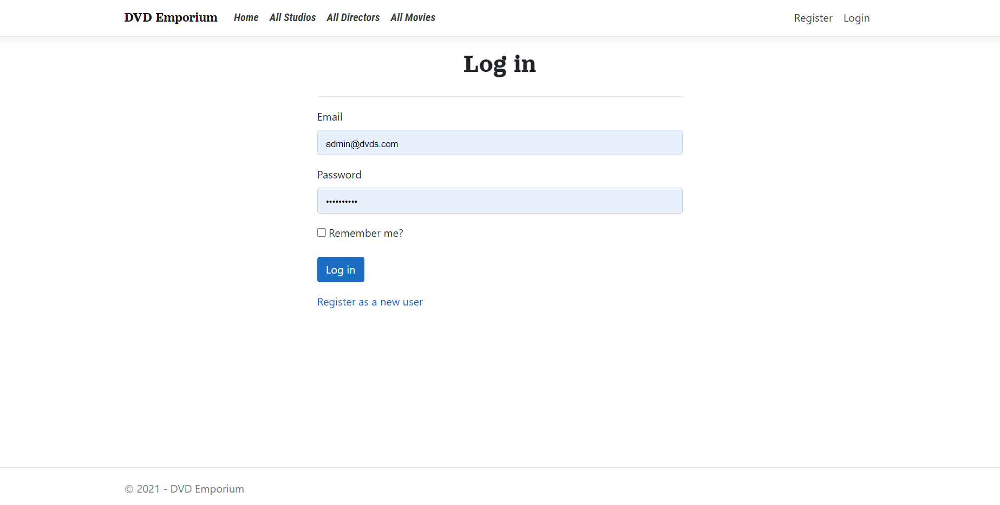 DVD Emporium Home All Studios All Directors All Movies Register Login
Log in
Email
admin@dvds.com
Password
••••••••••
Remember me?
Log in
Register as a new user
© 2021 - DVD Emporium